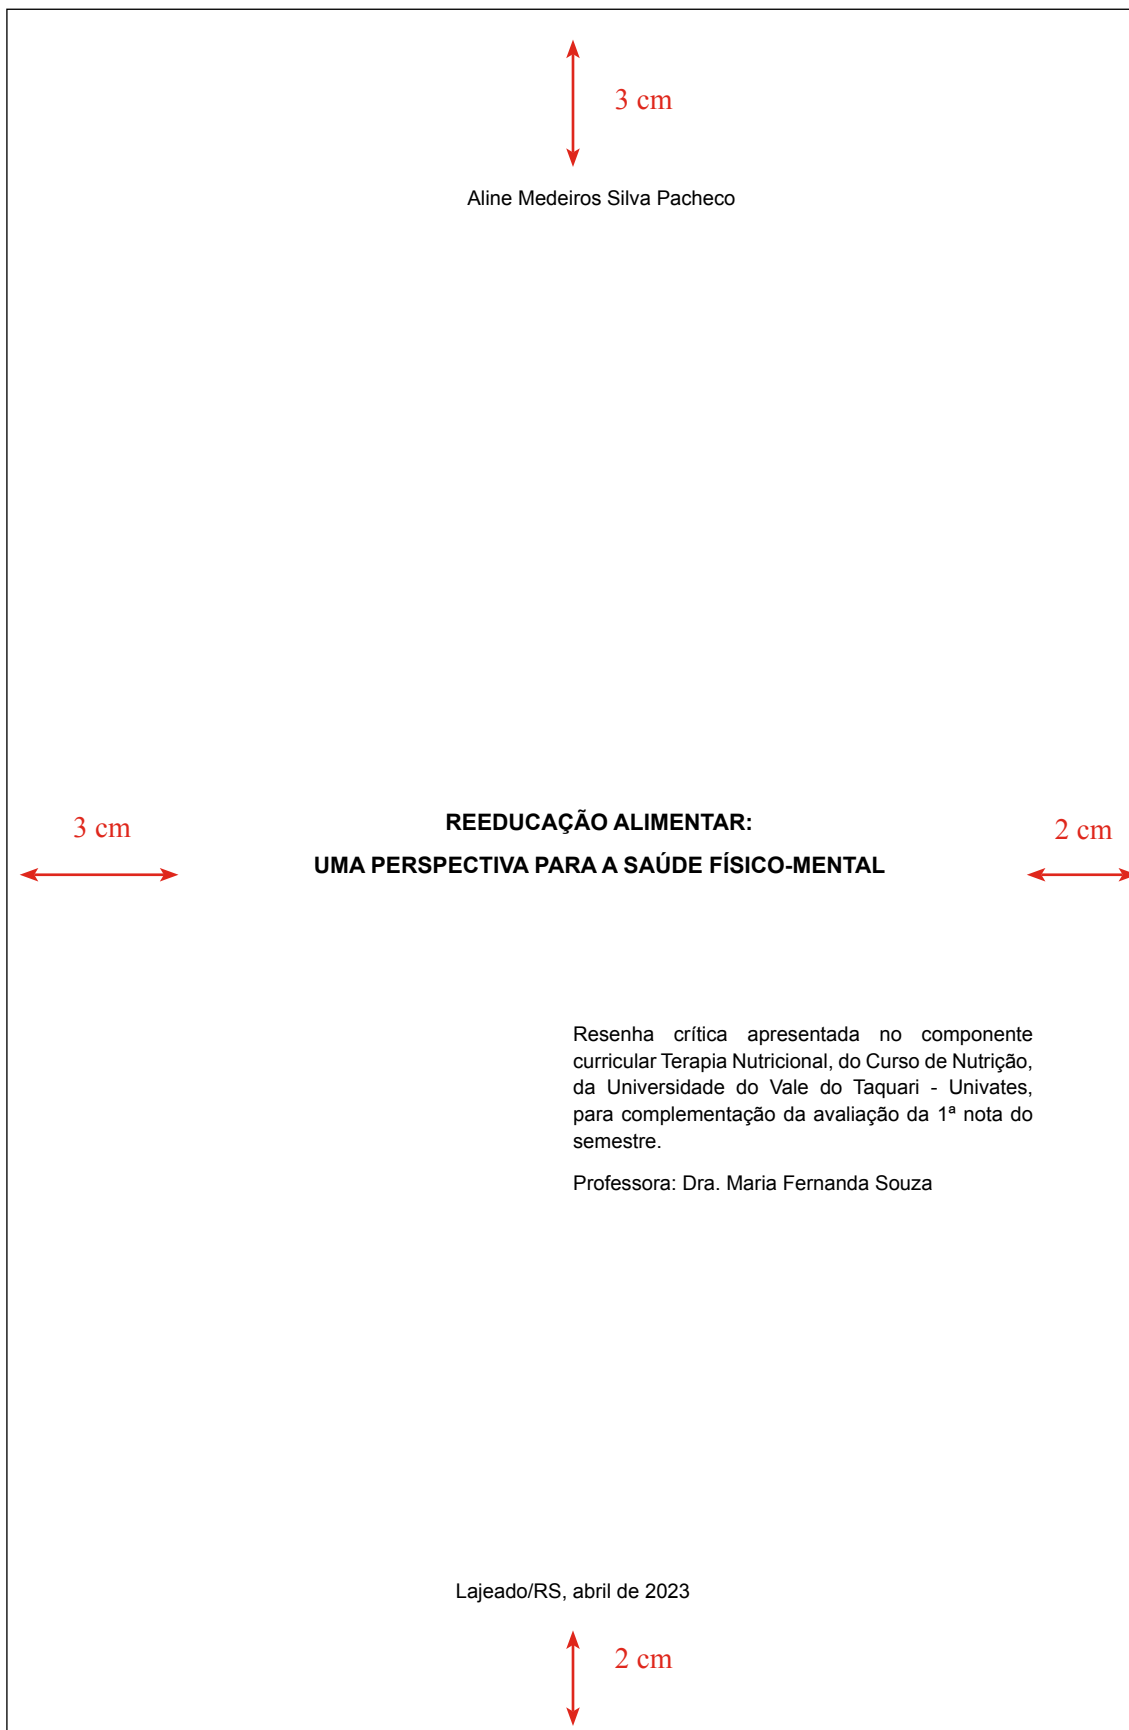 3 cm
Aline Medeiros Silva Pacheco
3 cm
REEDUCAÇÃO ALIMENTAR:
2 cm
UMA PERSPECTIVA PARA A SAÚDE FÍSICO-MENTAL
Resenha crítica apresentada no componente
curricular Terapia Nutricional, do Curso de Nutrição,
da Universidade do Vale do Taquari - Univates,
para complementação da avaliação da 1ª nota do
semestre.
Professora: Dra. Maria Fernanda Souza
Lajeado/RS, abril de 2023
2 cm